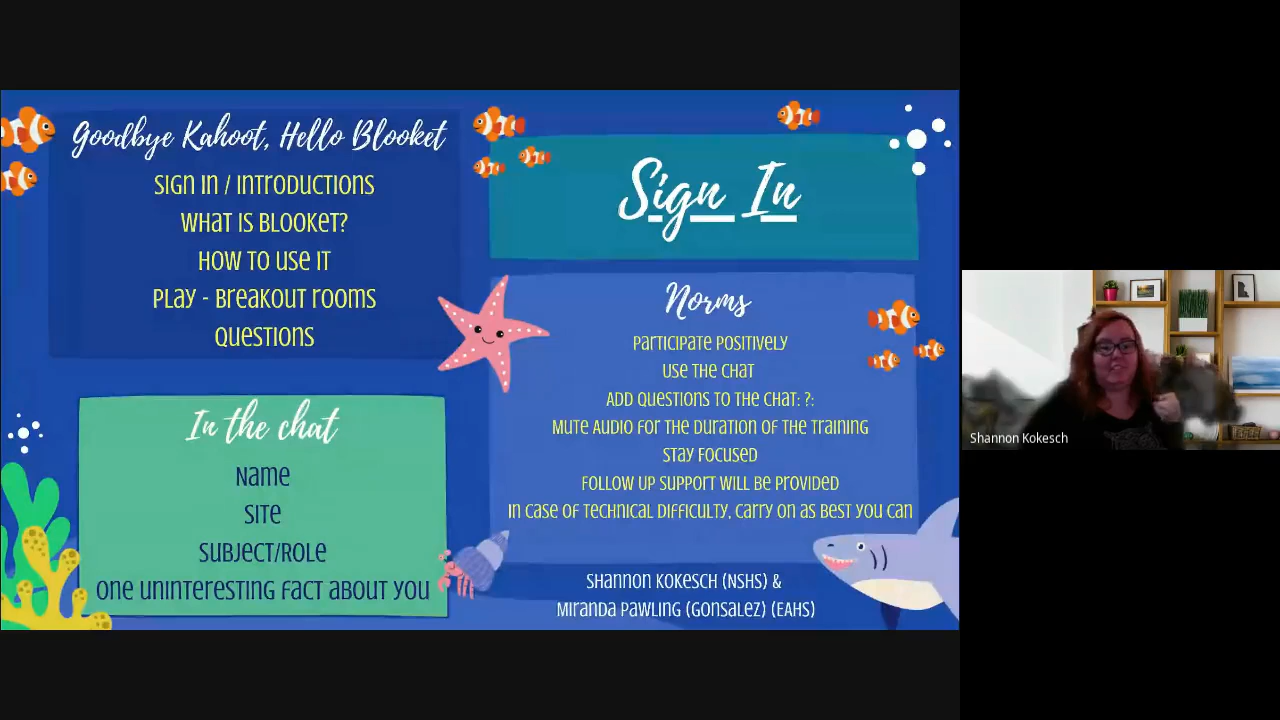 Goodbye Kahoot, Hello Blooket
Sign In / Introductions
What is Blooket?
How to use it
Play - Breakout rooms
Questions
In the chat
Name
Site
Subject/Role
One uninteresting fact about you
Sign In
Norms
Participate positively
Use the chat
Add questions to the chat: ?:
Mute audio for the duration of the training
Stay focused
Follow up support will be provided
In case of technical difficulty, carry on as best you can
Shannon Kokesch (NSHS) &
Miranda Pawling (Gonsalez) (EAHS)
Shannon Kokesch